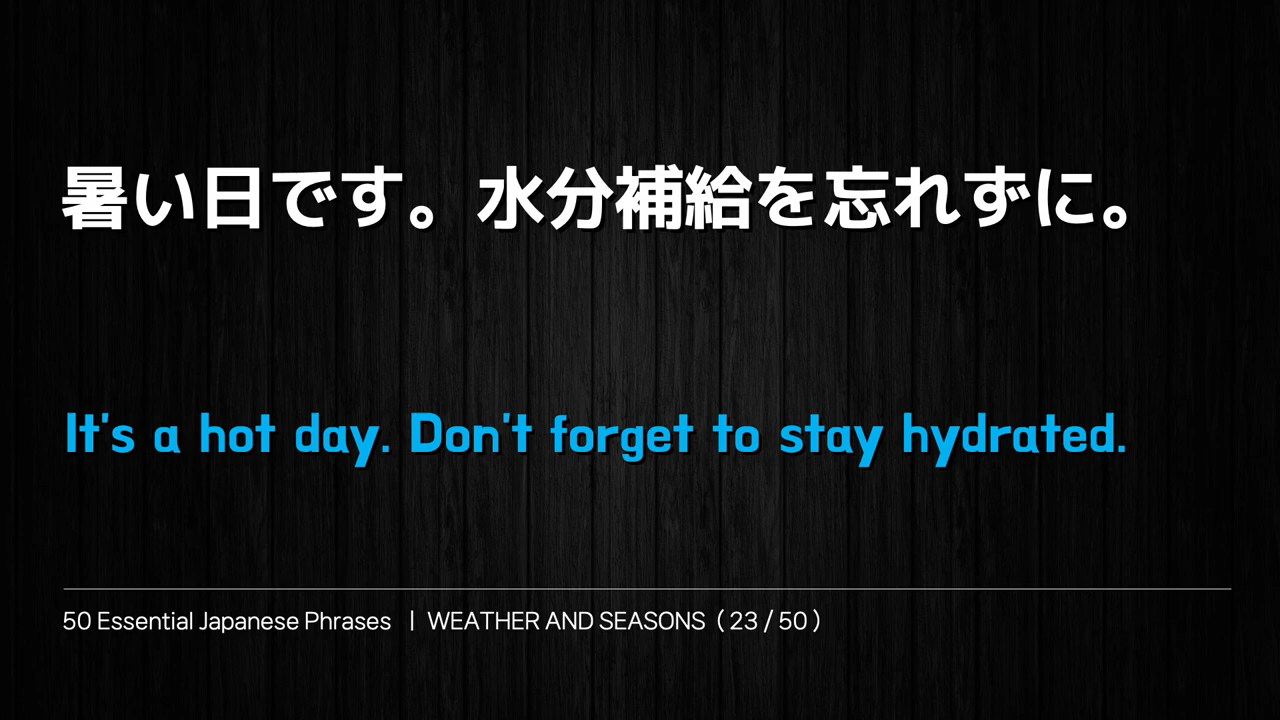 暑い日です。水分補給を忘れずに。
It's a hot day. Don't forget to stay hydrated.
50 Essential Japanese Phrases | WEATHER AND SEASONS ( 23 / 50 )